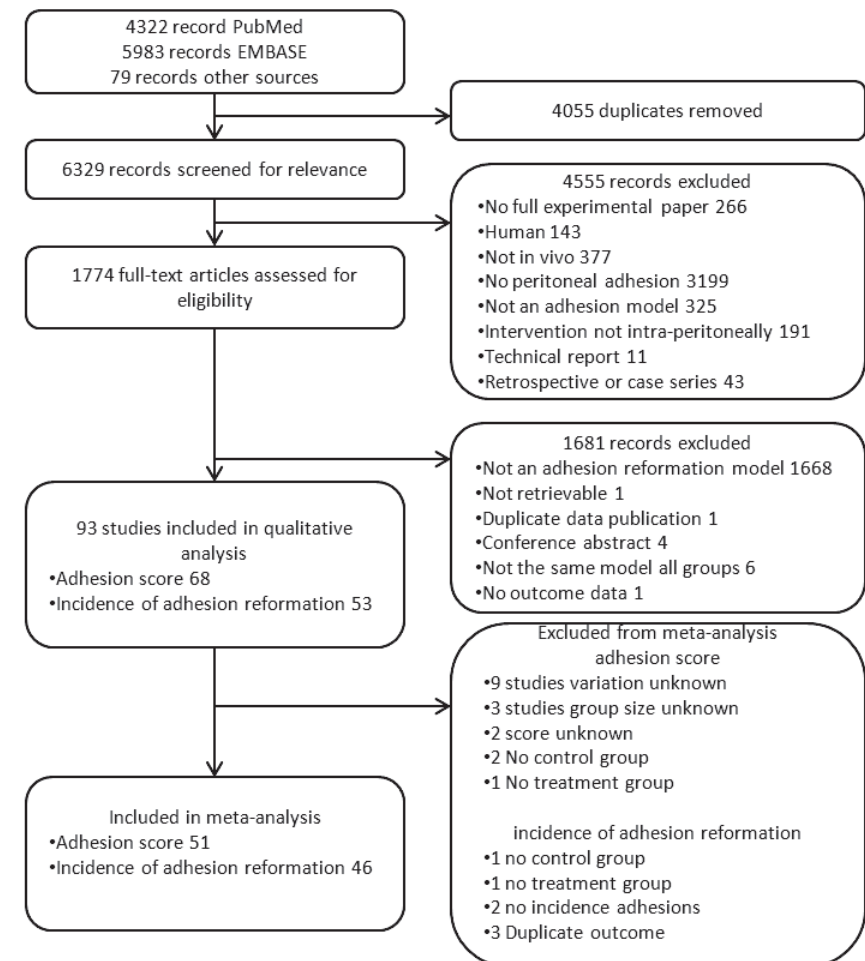 4322 record PubMed
5983 records EMBASE
79 records other sources
4055 duplicates removed
6329 records screened for relevance
4555 records excluded
•No full experimental paper 266
•Human 143
•Not in vivo 377
•No peritoneal adhesion 3199
•Not an adhesion model 325
•Intervention not intra-peritoneally 191
•Technical report 11
•Retrospective or case series 43
1774 full-text articles assessed for
eligibility
1681 records excluded
•Not an adhesion reformation model 1668
•Not retrievable 1
•Duplicate data publication 1
•Conference abstract 4
•Not the same model all groups 6
•No outcome data 1
93 studies included in qualitative
analysis
•Adhesion score 68
•Incidence of adhesion reformation 53
Excluded from meta-analysis
adhesion score
•9 studies variation unknown
•3 studies group size unknown
•2 score unknown
•2 No control group
•1 No treatment group
incidence of adhesion reformation
•1 no control group
•1 no treatment group
•2 no incidence adhesions
•3 Duplicate outcome
Included in meta-analysis
•Adhesion score 51
•Incidence of adhesion reformation 46